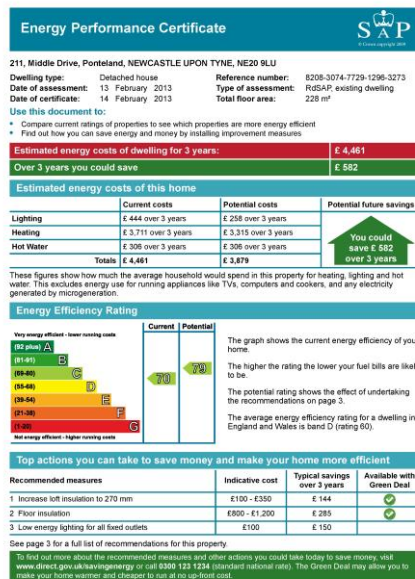 Energy Performance Certificate
SAP
211, Middle Drive, Ponteland, NEWCASTLE UPON TYNE, NE20 9LU
Dwelling type: Detached house Reference number: 8208-3074-7729-1296-3273
Date of assessment: 13 February 2013 Type of assessment: RdSAP, existing dwelling
Date of certificate: 14 February 2013 Total floor area: 228 m²
Use this document to:
• Compare current ratings of properties to see which properties are more energy efficient
• Find out how you can save energy and money by installing improvement measures
Estimated energy costs of dwelling for 3 years: £ 4,461
Over 3 years you could save £ 582
Estimated energy costs of this home
Current costs Potential costs Potential future savings
Lighting £ 444 over 3 years £ 258 over 3 years
Heating £ 3,711 over 3 years £ 3,315 over 3 years
Hot Water £ 306 over 3 years £ 306 over 3 years
Totals £ 4,461 £ 3,879
You could
save £ 582
over 3 years
These figures show how much the average household would spend in this property for heating, lighting and hot
water. This excludes energy use for running appliances like TVs, computers and cookers, and any electricity
generated by microgeneration.
Energy Efficiency Rating
Current Potential
Very energy efficient - lower running costs
(92 plus) A
(81-91) B
(69-80) C
(55-68) D
(39-54) E
(21-38) F
(1-20) G
Not energy efficient - higher running costs
70
79
The graph shows the current energy efficiency of you
home.
The higher the rating the lower your fuel bills are likel
to be.
The potential rating shows the effect of undertaking
the recommendations on page 3.
The average energy efficiency rating for a dwelling in
England and Wales is band D (rating 60).
Top actions you can take to save money and make your home more efficient
Recommended measures Indicative cost Typical savings over 3 years Available with Green Deal
1 Increase loft insulation to 270 mm £100 - £350 £ 144
2 Floor insulation £800 - £1,200 £ 285
3 Low energy lighting for all fixed outlets £100 £ 150
See page 3 for a full list of recommendations for this property.
To find out more about the recommended measures and other actions you could take today to save money, visit
www.direct.gov.uk/savingenergy or call 0300 123 1234 (standard national rate). The Green Deal may allow you to
make your home warmer and cheaper to run at no up-front cost.